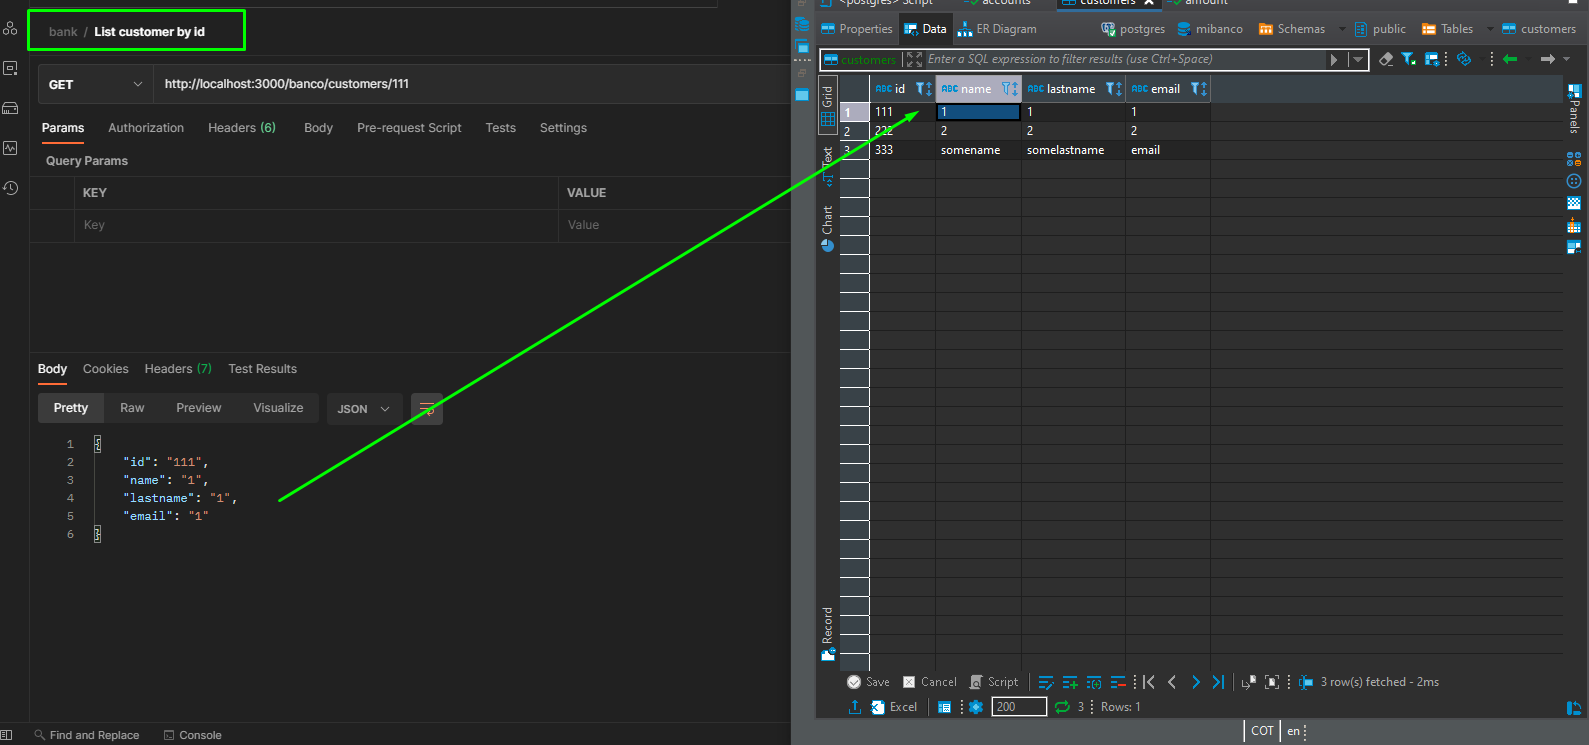 bank / List customer by id
GET http://localhost:3000/banco/customers/111
Params Authorization Headers (6) Body Pre-request Script Tests Settings
Query Params
KEY VALUE
Key Value
Body Cookies Headers (7) Test Results
Pretty Raw Preview Visualize JSON
1 {
2 "id": "111",
3 "name": "1",
4 "lastname": "1",
5 "email": "1"
6 }
Find and Replace Console
<postgres> Script accounts customers amount
Properties Data ER Diagram postgres mibanco Schemas public Tables customers
customers Enter a SQL expression to filter results (use Ctrl+Space)
Grid
Text
Chart
Record
Panels
ABC id ABC name ABC lastname ABC email
1 111 1 1 1
2 222 2 2 2
3 333 somename somelastname email
Save Cancel Script 3 row(s) fetched - 2ms
Excel 200 3 Rows: 1
COT en